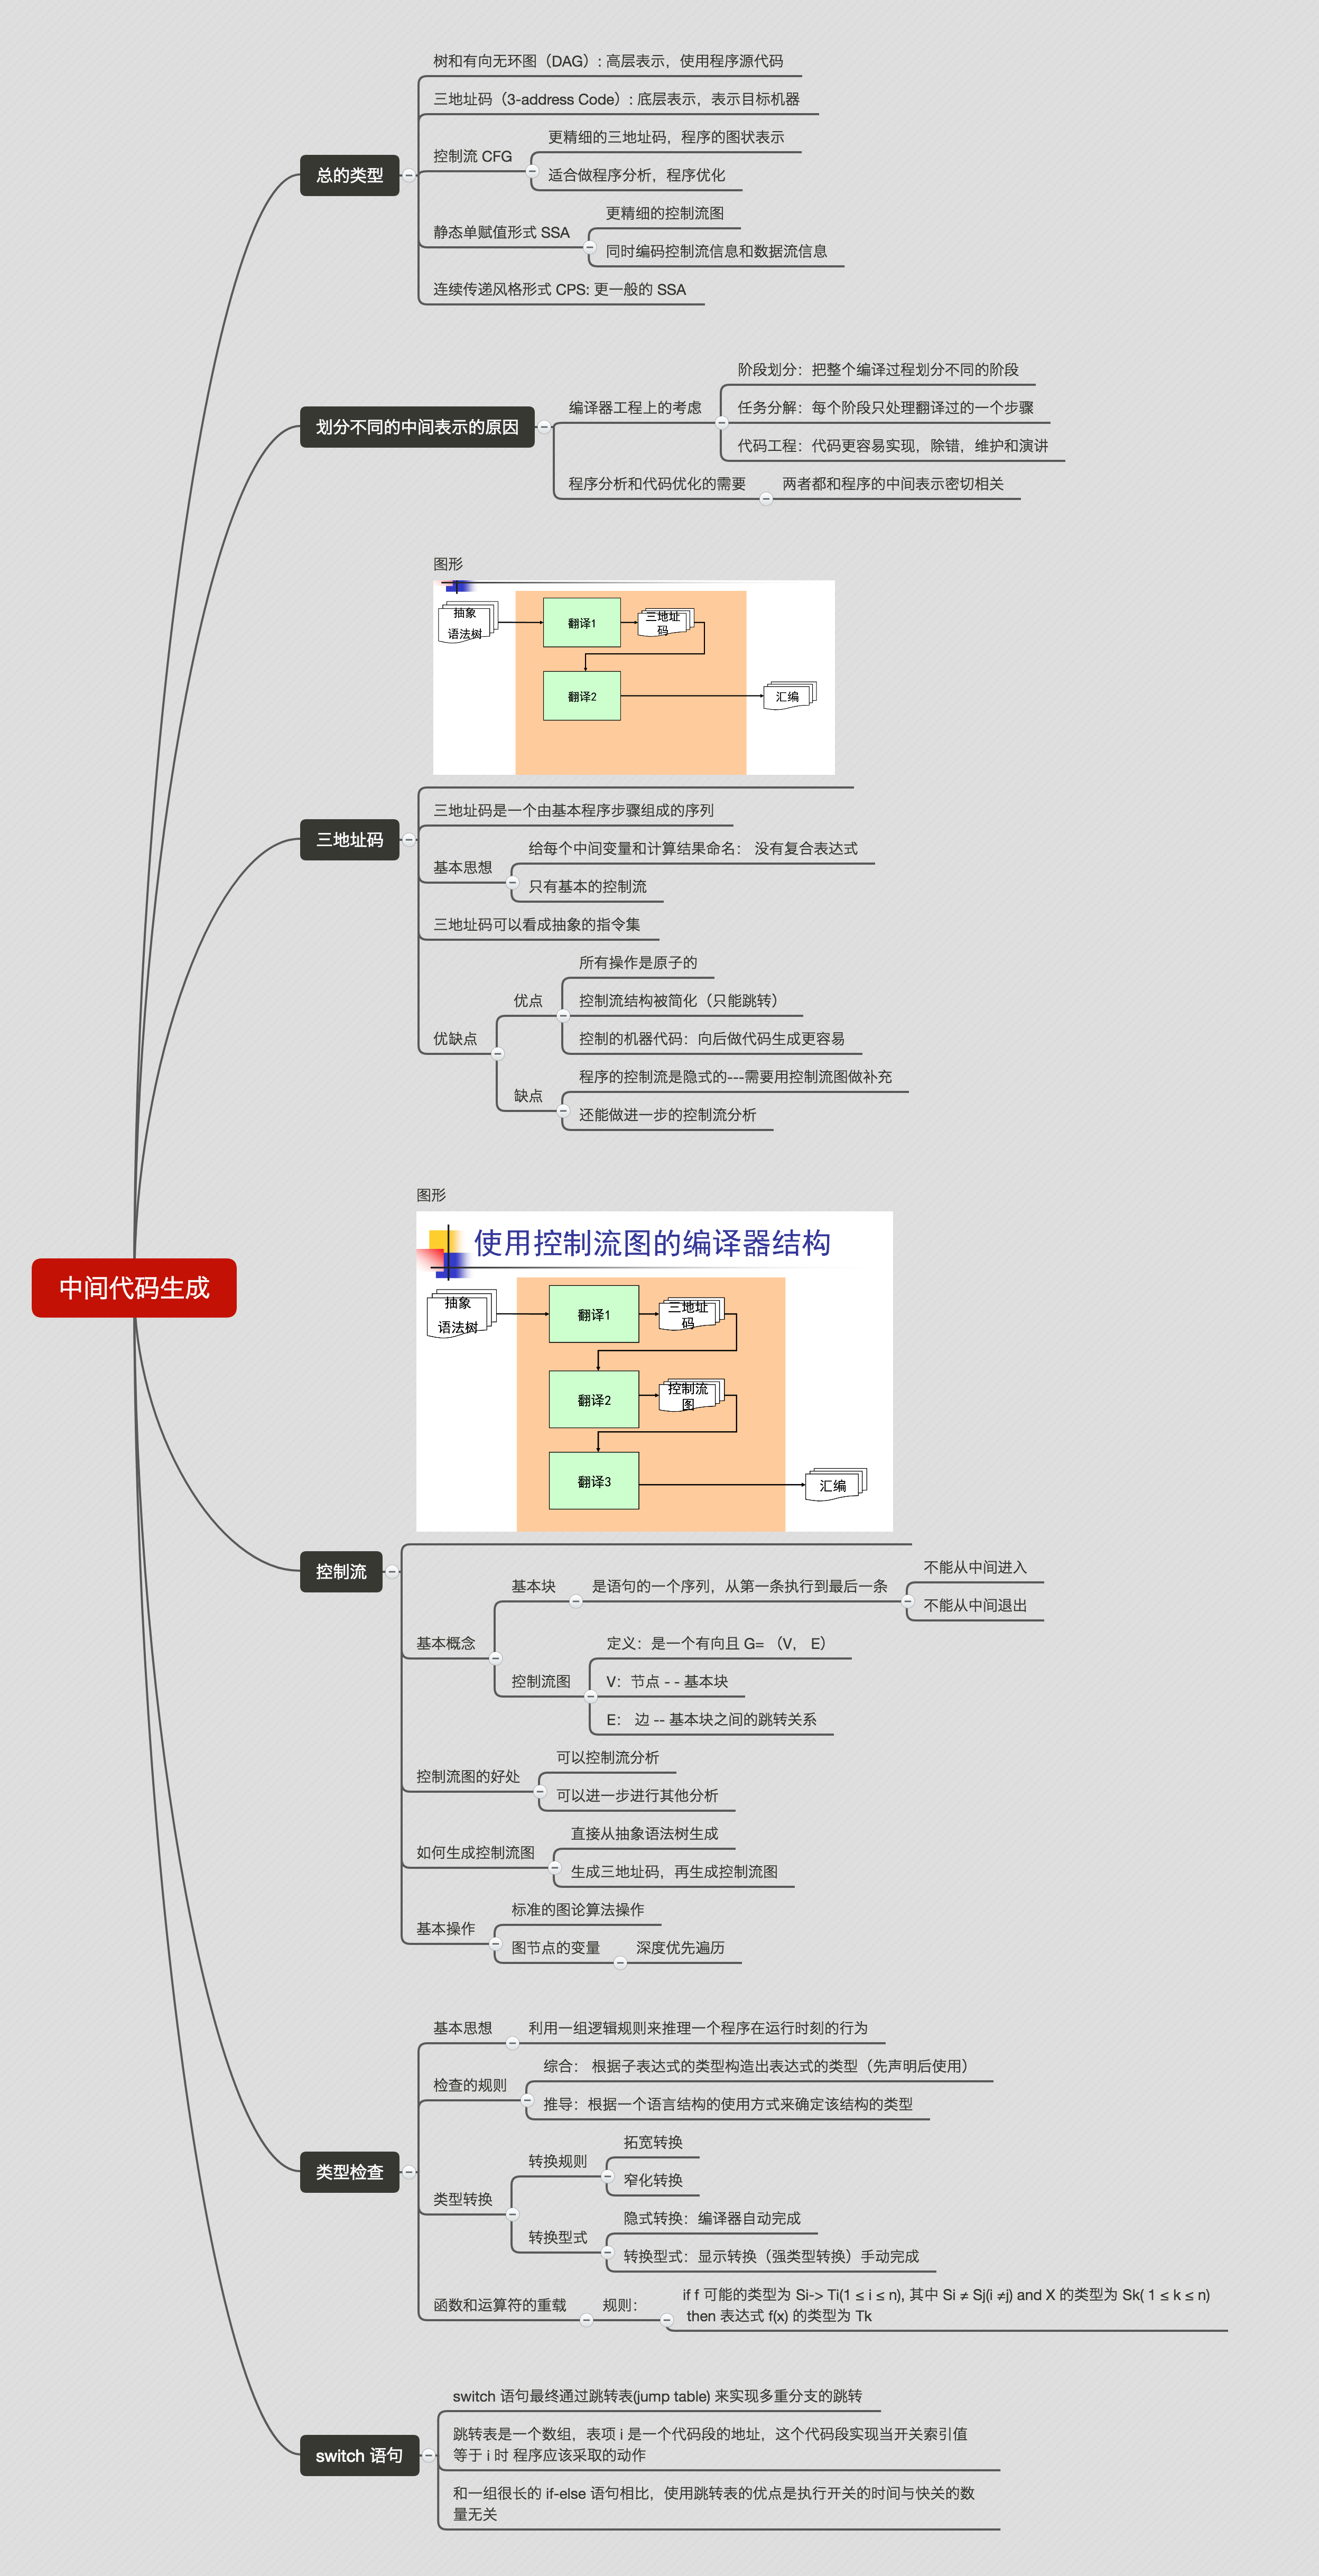 中间代码生成
总的类型
树和有向无环图（DAG）: 高层表示，使用程序源代码
三地址码（3-address Code）: 底层表示，表示目标机器
控制流 CFG
更精细的三地址码，程序的图状表示
适合做程序分析，程序优化
静态单赋值形式 SSA
更精细的控制流图
同时编码控制流信息和数据流信息
连续传递风格形式 CPS: 更一般的 SSA
划分不同的中间表示的原因
编译器工程上的考虑
阶段划分：把整个编译过程划分不同的阶段
任务分解：每个阶段只处理翻译过的一个步骤
代码工程：代码更容易实现，除错，维护和演讲
程序分析和代码优化的需要
两者都和程序的中间表示密切相关
三地址码
图形
抽象
语法树
翻译1
三地址
码
翻译2
汇编
三地址码是一个由基本程序步骤组成的序列
基本思想
给每个中间变量和计算结果命名： 没有复合表达式
只有基本的控制流
三地址码可以看成抽象的指令集
优缺点
优点
所有操作是原子的
控制流结构被简化（只能跳转）
控制的机器代码：向后做代码生成更容易
缺点
程序的控制流是隐式的---需要用控制流图做补充
还能做进一步的控制流分析
控制流
图形
使用控制流图的编译器结构
抽象
语法树
翻译1
三地址
码
翻译2
控制流
图
翻译3
汇编
基本概念
基本块
是语句的一个序列，从第一条执行到最后一条
不能从中间进入
不能从中间退出
控制流图
定义：是一个有向且 G= （V， E）
V：节点 - - 基本块
E： 边 -- 基本块之间的跳转关系
控制流图的好处
可以控制流分析
可以进一步进行其他分析
如何生成控制流图
直接从抽象语法树生成
生成三地址码，再生成控制流图
基本操作
标准的图论算法操作
图节点的变量
深度优先遍历
类型检查
基本思想
利用一组逻辑规则来推理一个程序在运行时刻的行为
检查的规则
综合： 根据子表达式的类型构造出表达式的类型（先声明后使用）
推导：根据一个语言结构的使用方式来确定该结构的类型
类型转换
转换规则
拓宽转换
窄化转换
转换型式
隐式转换：编译器自动完成
转换型式：显示转换（强类型转换）手动完成
函数和运算符的重载
规则：
if f 可能的类型为 Si-> Ti(1 ≤ i ≤ n), 其中 Si ≠ Sj(i ≠j) and X 的类型为 Sk( 1 ≤ k ≤ n)
then 表达式 f(x) 的类型为 Tk
switch 语句
switch 语句最终通过跳转表(jump table) 来实现多重分支的跳转
跳转表是一个数组，表项 i 是一个代码段的地址，这个代码段实现当开关索引值
等于 i 时 程序应该采取的动作
和一组很长的 if-else 语句相比，使用跳转表的优点是执行开关的时间与快关的数
量无关